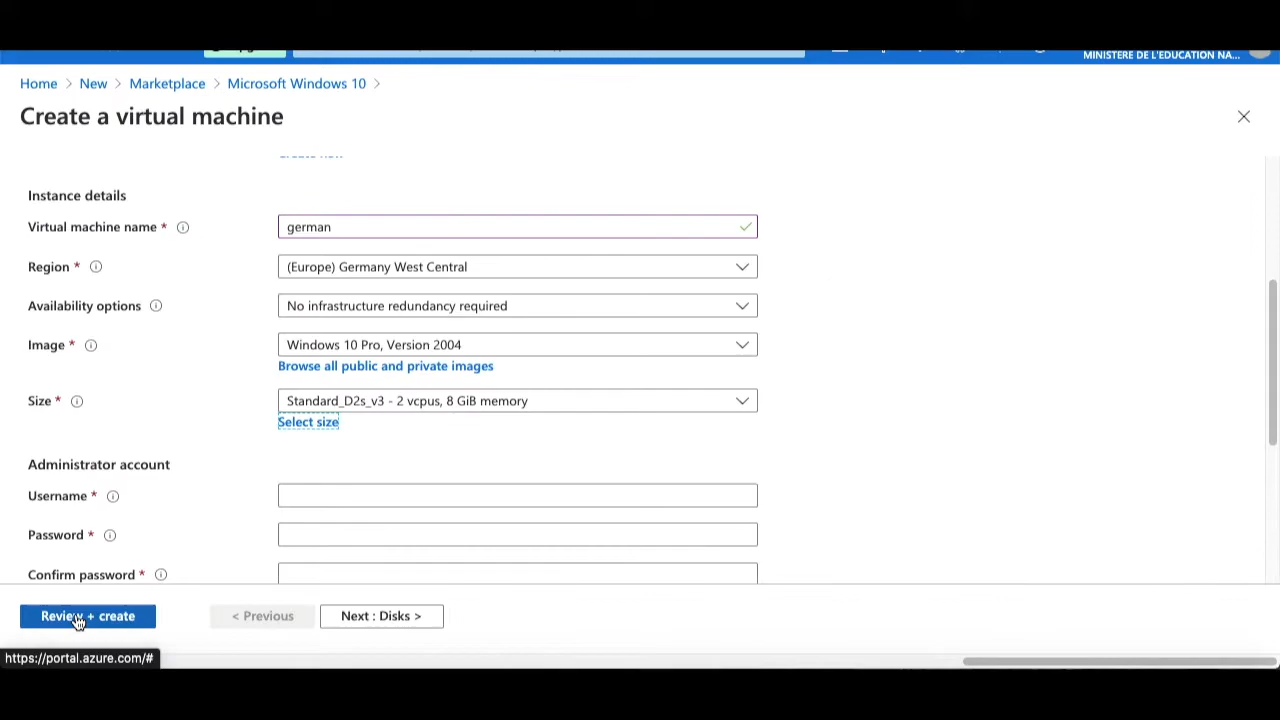 MINISTERE DE L'EDUCATION NA...
Home > New > Marketplace > Microsoft Windows 10 >
Create a virtual machine
Instance details
Virtual machine name * german
Region * (Europe) Germany West Central
Availability options No infrastructure redundancy required
Image * Windows 10 Pro, Version 2004
Browse all public and private images
Size * Standard_D2s_v3 - 2 vcpus, 8 GiB memory
Select size
Administrator account
Username *
Password *
Confirm password *
Review + create < Previous Next : Disks >
https://portal.azure.com/#